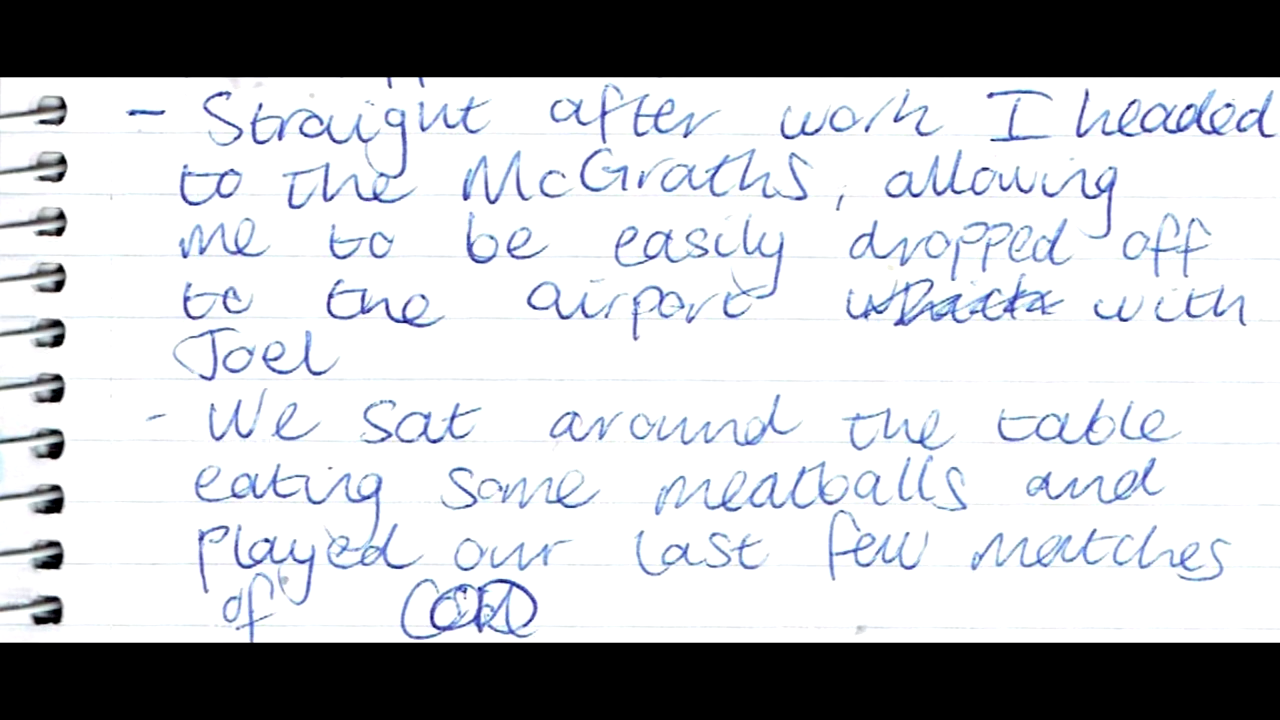 - Straight after work I headed
to the McGraths, allowing
me to be easily dropped off
to the airport with
Joel
- We sat around the table
eating some meatballs and
played our last few matches
of